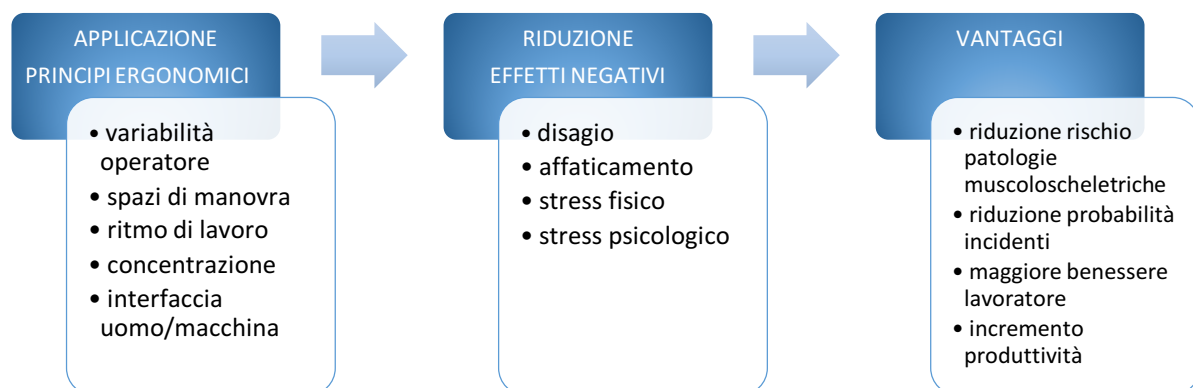 APPLICAZIONE
PRINCIPI ERGONOMICI
• variabilità
operatore
• spazi di manovra
• ritmo di lavoro
• concentrazione
• interfaccia
uomo/macchina
RIDUZIONE
EFFETTI NEGATIVI
• disagio
• affaticamento
• stress fisico
• stress psicologico
VANTAGGI
• riduzione rischio
patologie
muscoloscheletriche
• riduzione probabilità
incidenti
• maggiore benessere
lavoratore
• incremento
produttività